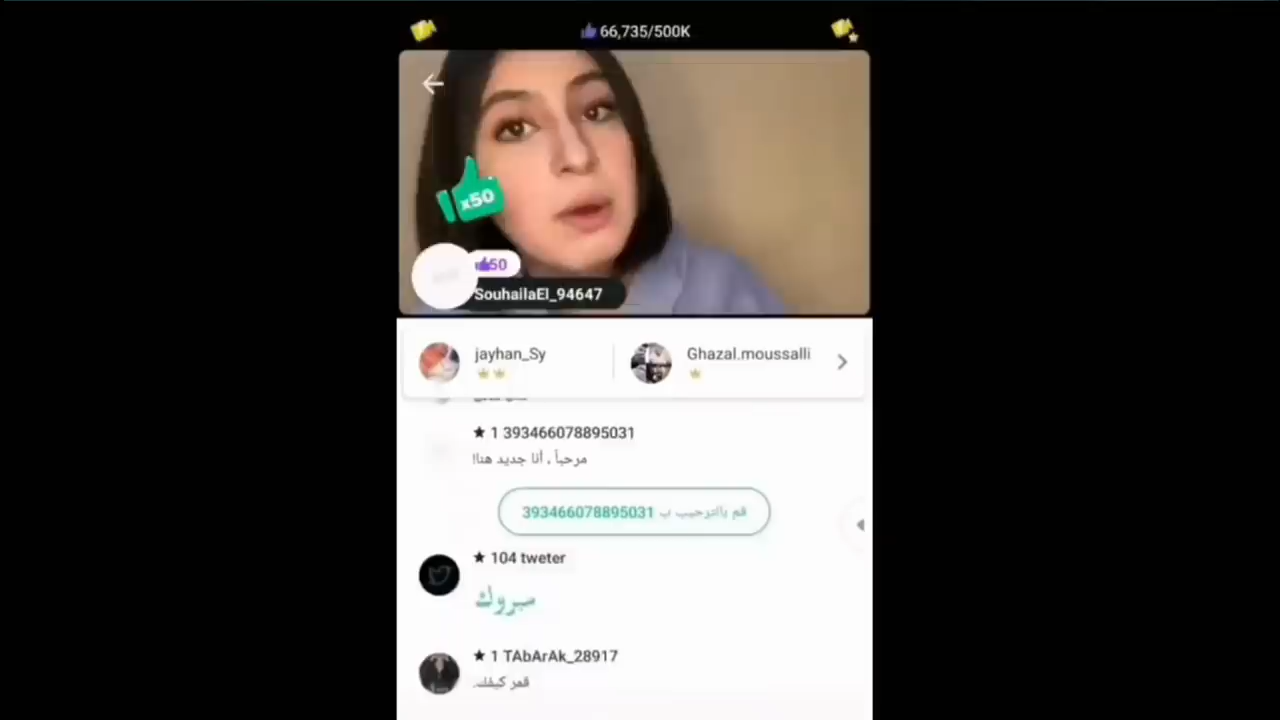 66,735/500K
x50
x50
SouhailaEl_94647
jayhan_Sy
Ghazal.moussalli
★ 1 393466078895031
مرحباً , أنا جديد هنا!
قم بالترحيب ب 393466078895031
★ 104 tweter
مبروك
★ 1 TAbArAk_28917
قمر كيفك.